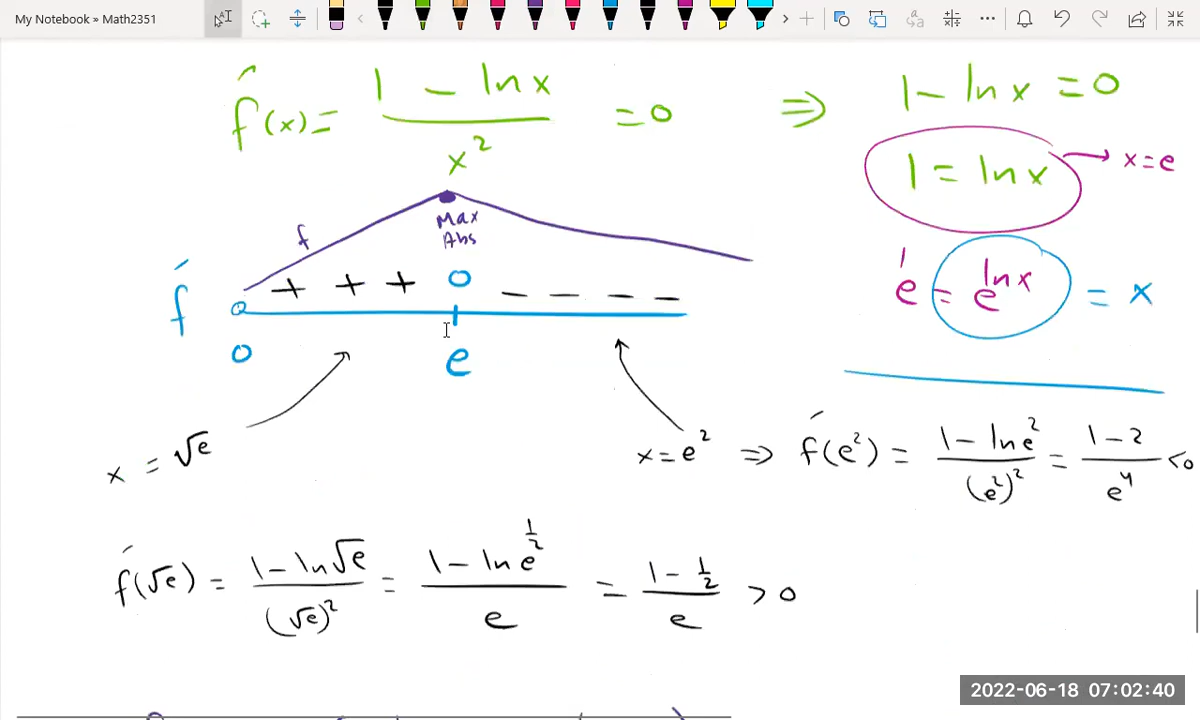 My Notebook » Math2351
f'(x) = (1 - ln x) / x² = 0 ⇒ 1 - ln x = 0
1 = ln x → x = e
e¹ = e^(ln x) = x
f
Max
Abs
f' + + + 0 _ _ _ _
0 e
x = √e
x = e² ⇒ f'(e²) = (1 - ln e²) / (e²)² = (1 - 2) / e⁴ < 0
f'(√e) = (1 - ln √e) / (√e)² = (1 - ln e^(1/2)) / e = (1 - 1/2) / e > 0
2022-06-18 07:02:40